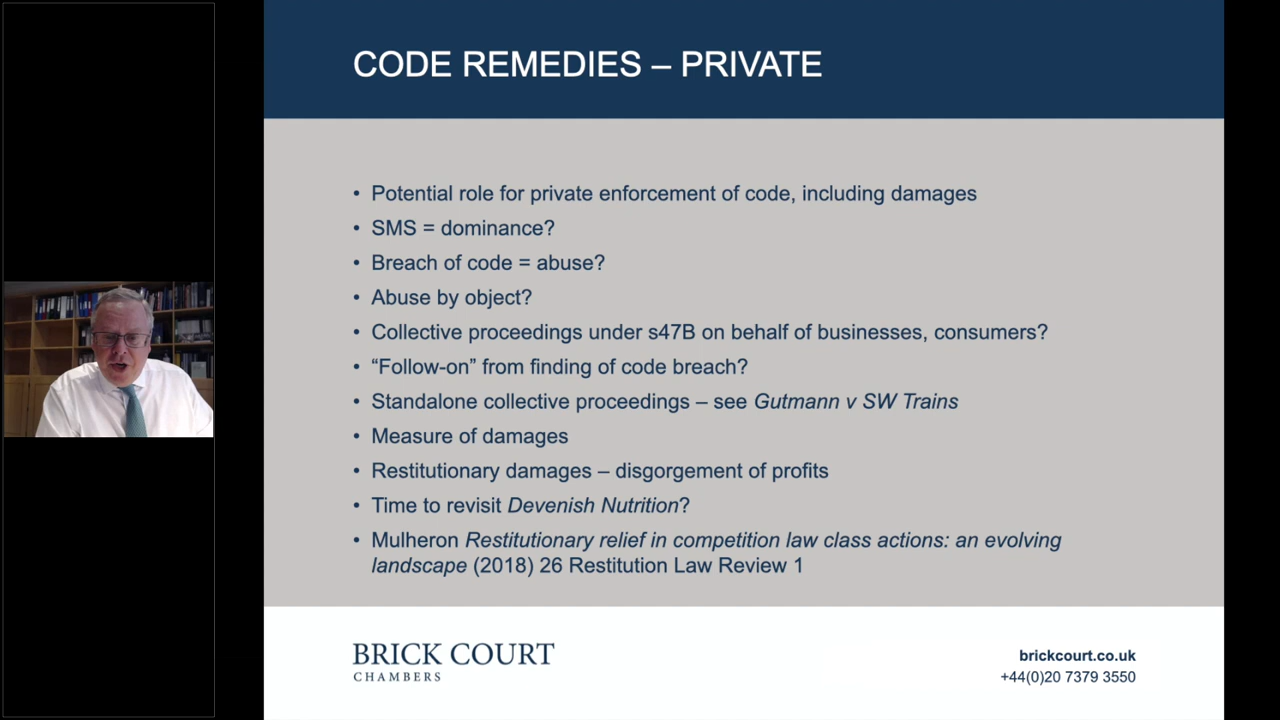 CODE REMEDIES – PRIVATE
• Potential role for private enforcement of code, including damages
• SMS = dominance?
• Breach of code = abuse?
• Abuse by object?
• Collective proceedings under s47B on behalf of businesses, consumers?
• “Follow-on” from finding of code breach?
• Standalone collective proceedings – see Gutmann v SW Trains
• Measure of damages
• Restitutionary damages – disgorgement of profits
• Time to revisit Devenish Nutrition?
• Mulheron Restitutionary relief in competition law class actions: an evolving
landscape (2018) 26 Restitution Law Review 1
BRICK COURT
CHAMBERS
brickcourt.co.uk
+44(0)20 7379 3550